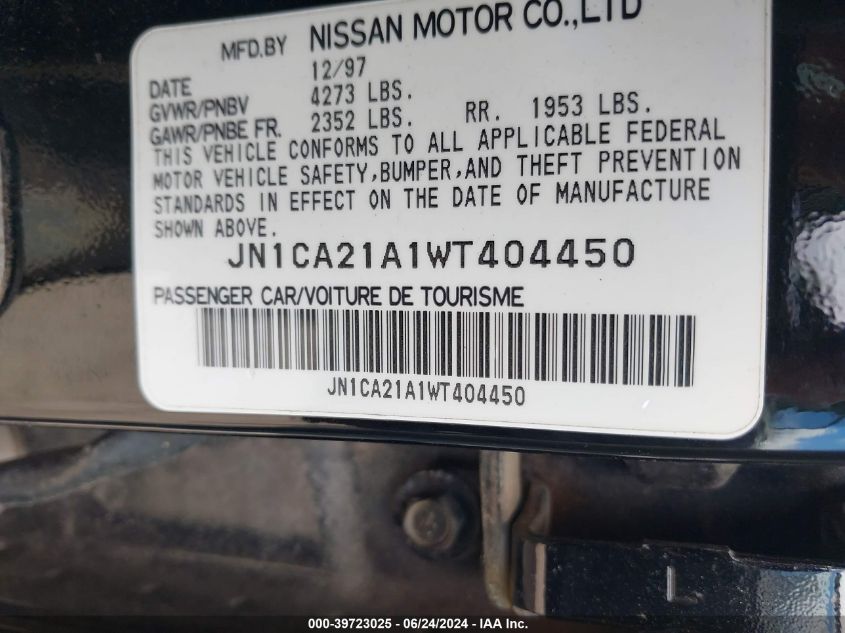 MFD.BY NISSAN MOTOR CO.,LTD
DATE 12/97
GVWR/PNBV 4273 LBS.
GAWR/PNBE FR. 2352 LBS. RR. 1953 LBS.
THIS VEHICLE CONFORMS TO ALL APPLICABLE FEDERAL
MOTOR VEHICLE SAFETY,BUMPER,AND THEFT PREVENTION
STANDARDS IN EFFECT ON THE DATE OF MANUFACTURE
SHOWN ABOVE.
JN1CA21A1WT404450
PASSENGER CAR/VOITURE DE TOURISME
JN1CA21A1WT404450
L
000-39723025 - 06/24/2024 - IAAI.com